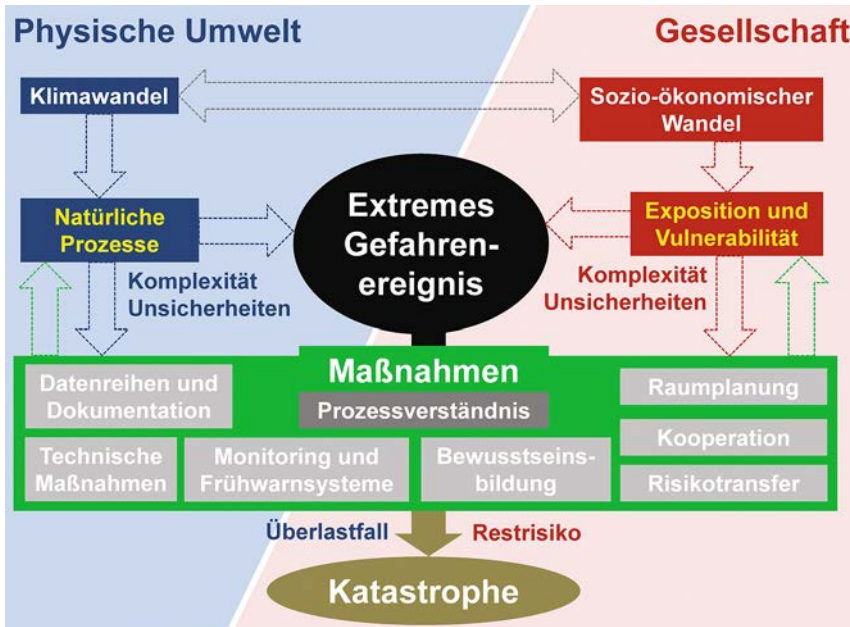 Physische Umwelt
Gesellschaft
Klimawandel
Sozio-ökonomischer
Wandel
Natürliche
Prozesse
Extremes
Gefahren-
ereignis
Exposition und
Vulnerabilität
Komplexität
Unsicherheiten
Komplexität
Unsicherheiten
Maßnahmen
Prozessverständnis
Datenreihen und
Dokumentation
Raumplanung
Technische
Maßnahmen
Monitoring und
Frühwarnsysteme
Bewusstseins-
bildung
Kooperation
Risikotransfer
Überlastfall
Restrisiko
Katastrophe